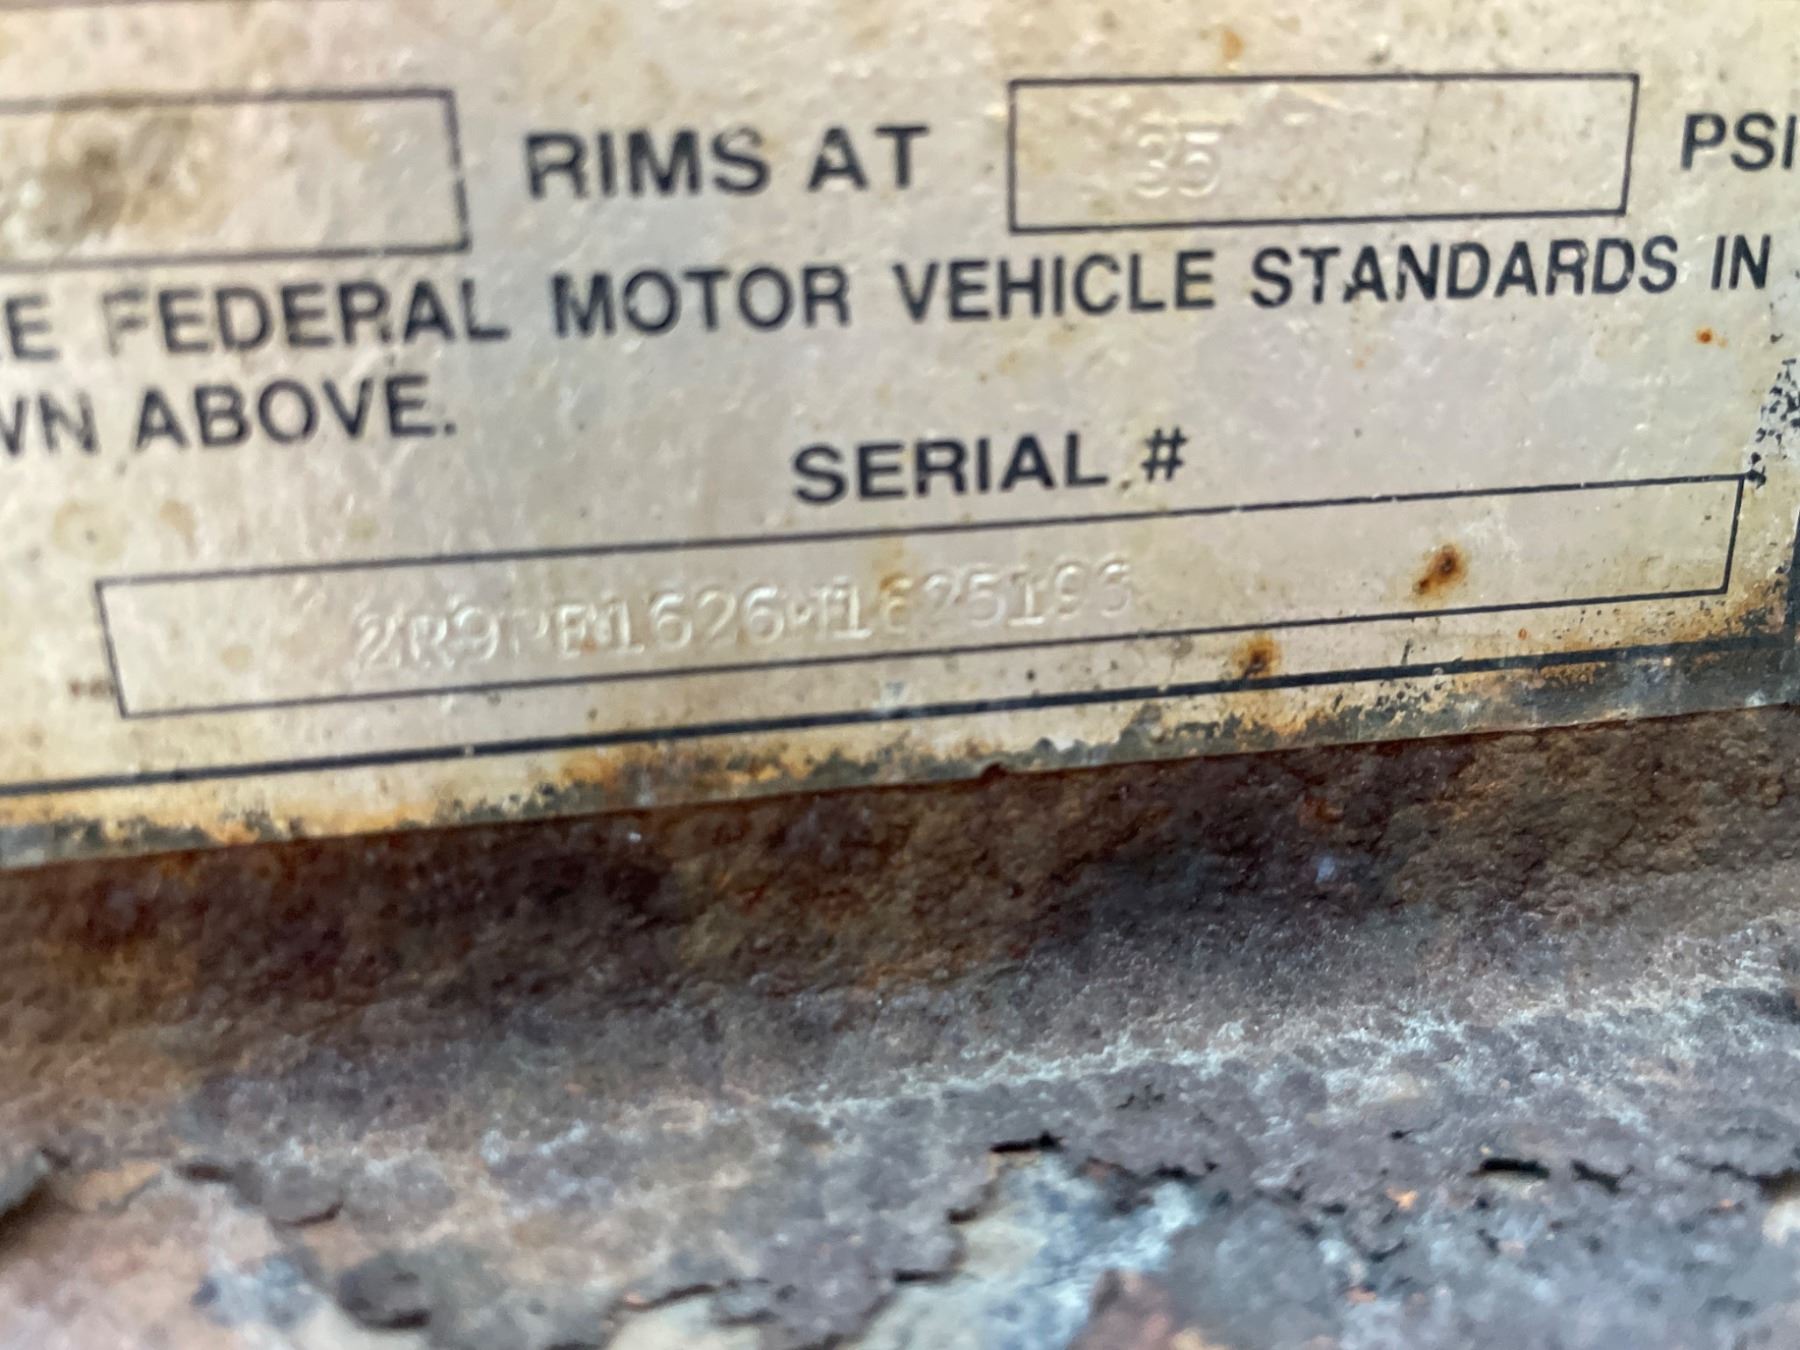 RIMS AT 35 PSI
E FEDERAL MOTOR VEHICLE STANDARDS IN
WN ABOVE.
SERIAL #